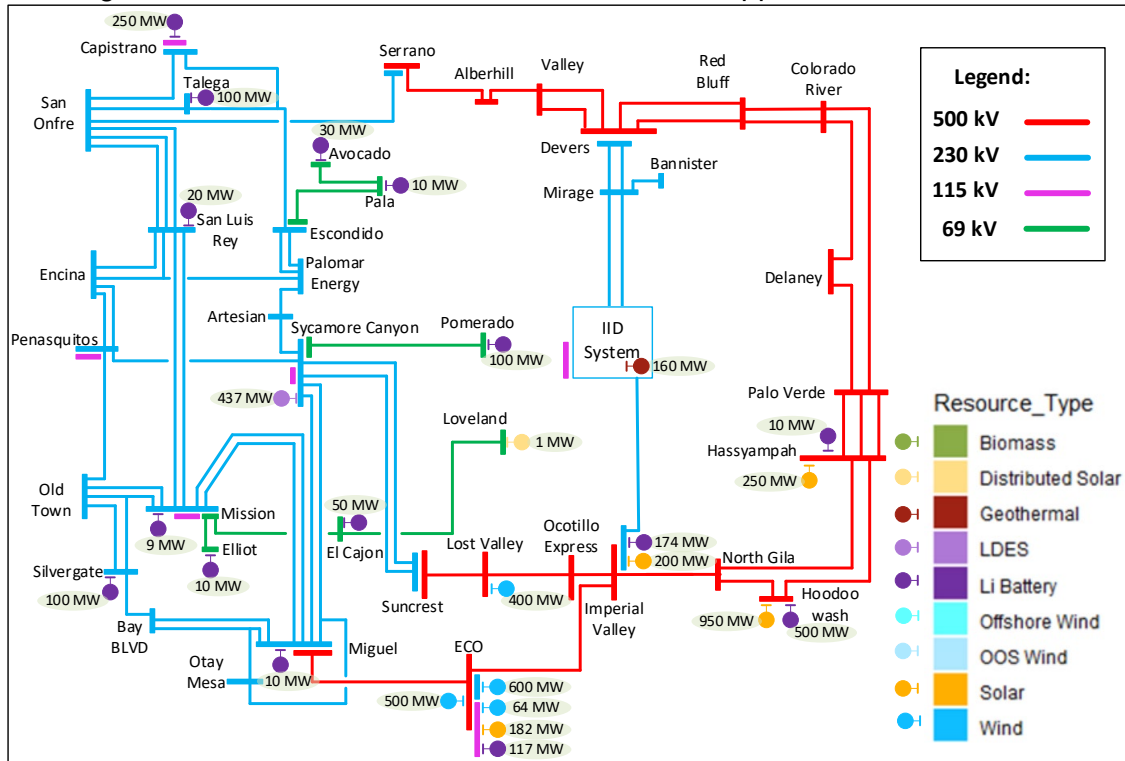 250 MW
Capistrano
Serrano
Alberhill
Valley
Red
Bluff
Colorado
River
Legend:
500 kV
230 kV
115 kV
69 kV
San
Onfre
Talega
100 MW
30 MW
Avocado
10 MW
Pala
Devers
Bannister
Mirage
20 MW
San Luis
Rey
Escondido
Encina
Palomar
Energy
Delaney
Artesian
Penasquitos
Sycamore Canyon
Pomerado
100 MW
IID
System
160 MW
437 MW
Loveland
1 MW
Palo Verde
10 MW
Hassyampah
250 MW
Resource_Type
Biomass
Distributed Solar
Geothermal
LDES
Li Battery
Offshore Wind
OOS Wind
Solar
Wind
Old
Town
Mission
50 MW
El Cajon
9 MW
Elliot
10 MW
Silvergate
100 MW
Lost Valley
Ocotillo
Express
174 MW
200 MW
North Gila
Suncrest
400 MW
Imperial
Valley
Hoodoo
wash
950 MW
500 MW
Bay
BLVD
Miguel
ECO
Otay
Mesa
10 MW
500 MW
600 MW
64 MW
182 MW
117 MW